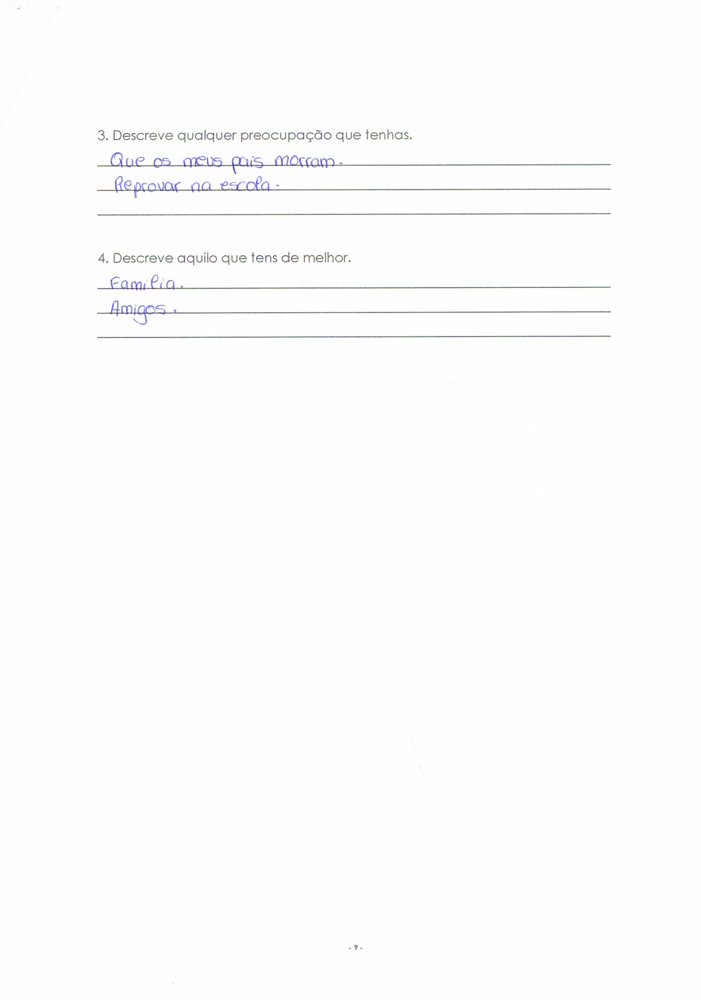 3. Descreve qualquer preocupação que tenhas.
Que os meus pais morram.
Reprovar na escola.
4. Descreve aquilo que tens de melhor.
Familia.
Amigos.
- 9 -